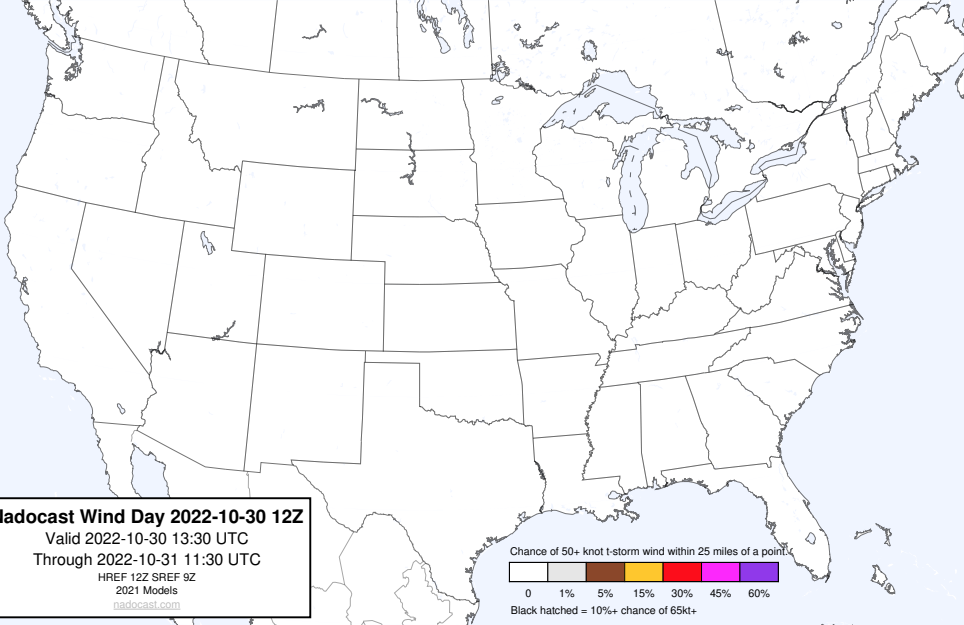 Nadocast Wind Day 2022-10-30 12Z
Valid 2022-10-30 13:30 UTC
Through 2022-10-31 11:30 UTC
HREF 12Z SREF 9Z
2021 Models
nadocast.com
Chance of 50+ knot t-storm wind within 25 miles of a point.
0 1% 5% 15% 30% 45% 60%
Black hatched = 10%+ chance of 65kt+